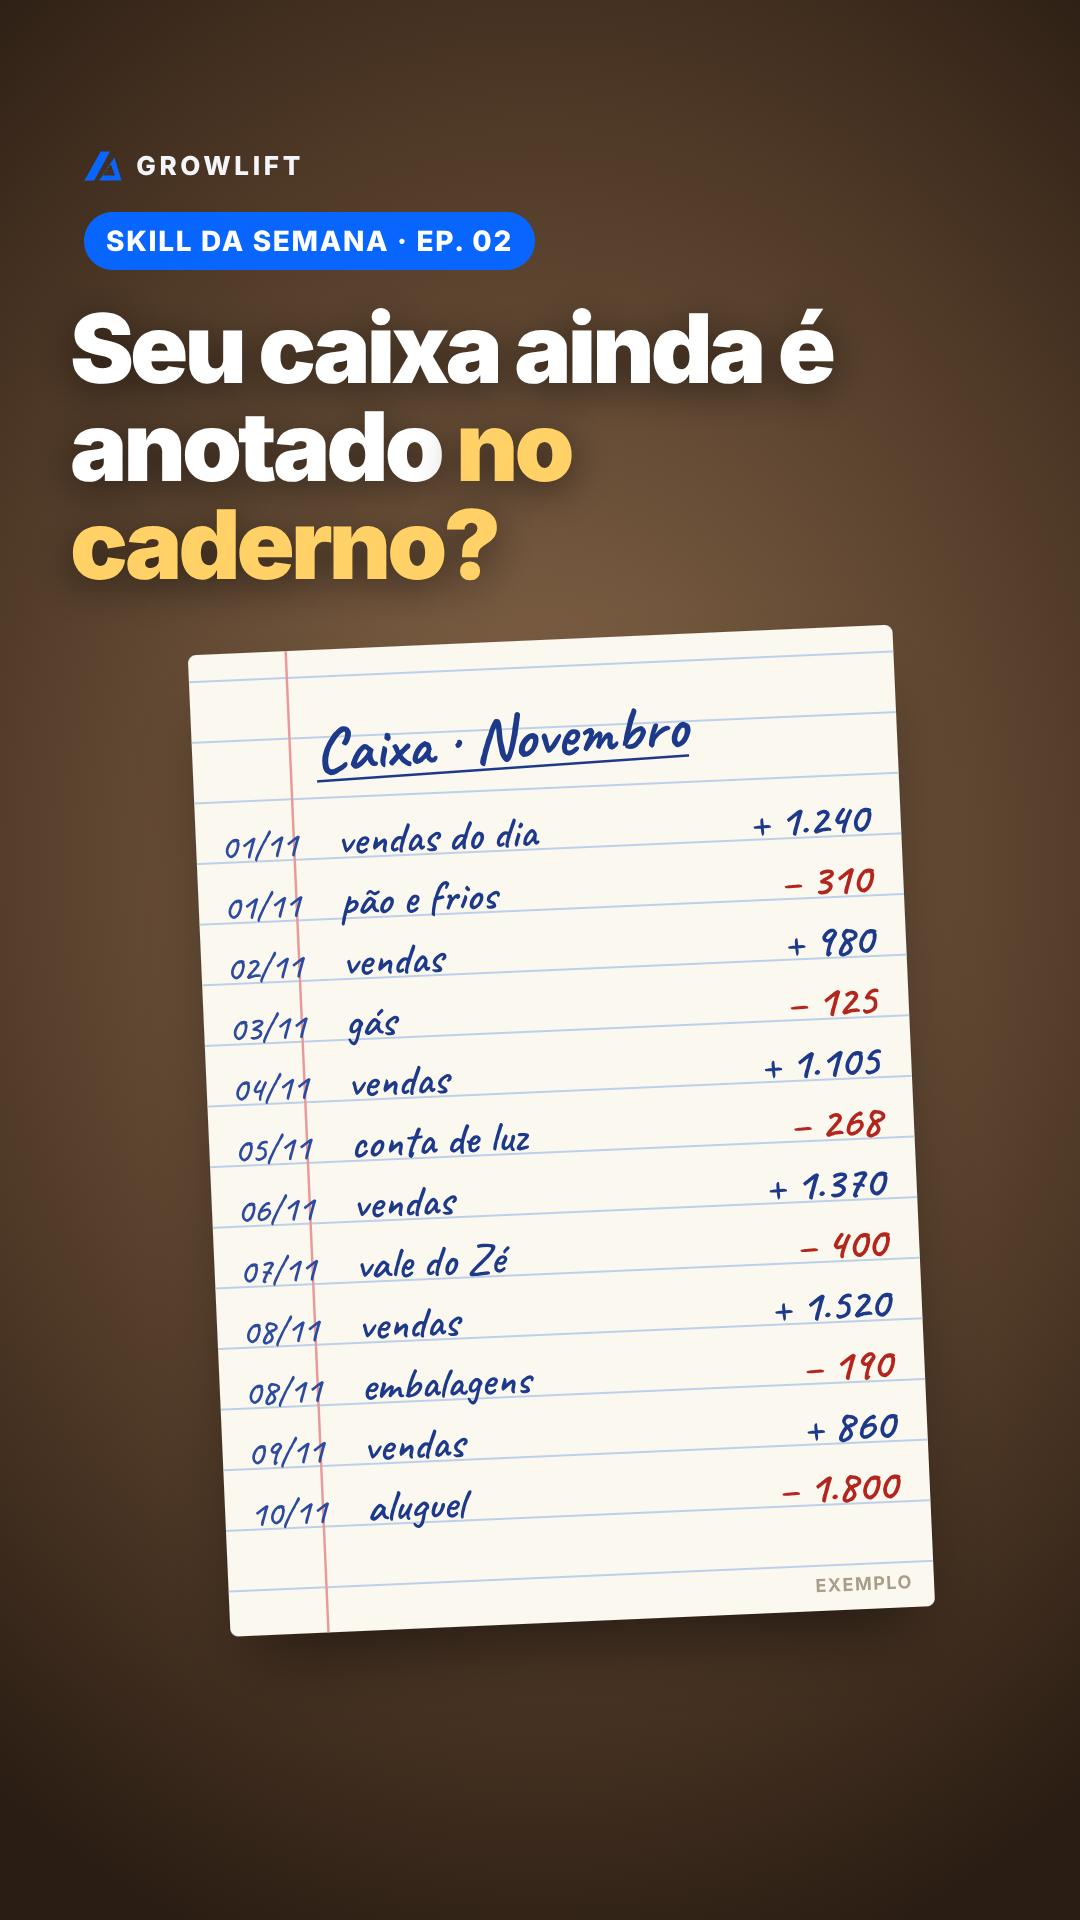 GROWLIFT
SKILL DA SEMANA · EP. 02
Seu caixa ainda é
anotado no
caderno?
Caixa · Novembro
01/11 vendas do dia + 1.240
01/11 pão e frios – 310
02/11 vendas + 980
03/11 gás – 125
04/11 vendas + 1.105
05/11 conta de luz – 268
06/11 vendas + 1.370
07/11 vale do Zé – 400
08/11 vendas + 1.520
08/11 embalagens – 190
09/11 vendas + 860
10/11 aluguel – 1.800
EXEMPLO